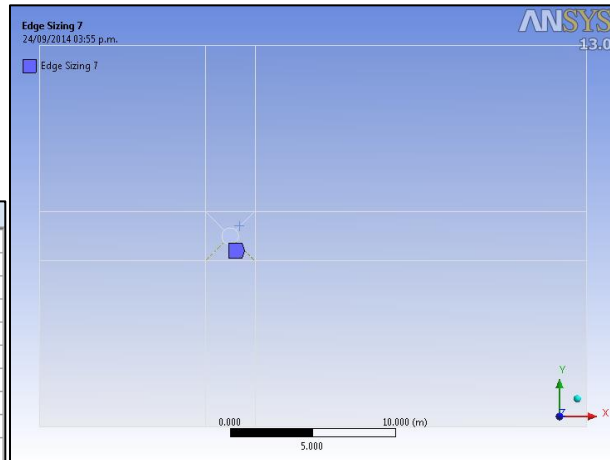 Edge Sizing 7
24/09/2014 03:55 p.m.
Edge Sizing 7
ANSYS
13.0
Y
X
0.000
10.000 (m)
5.000